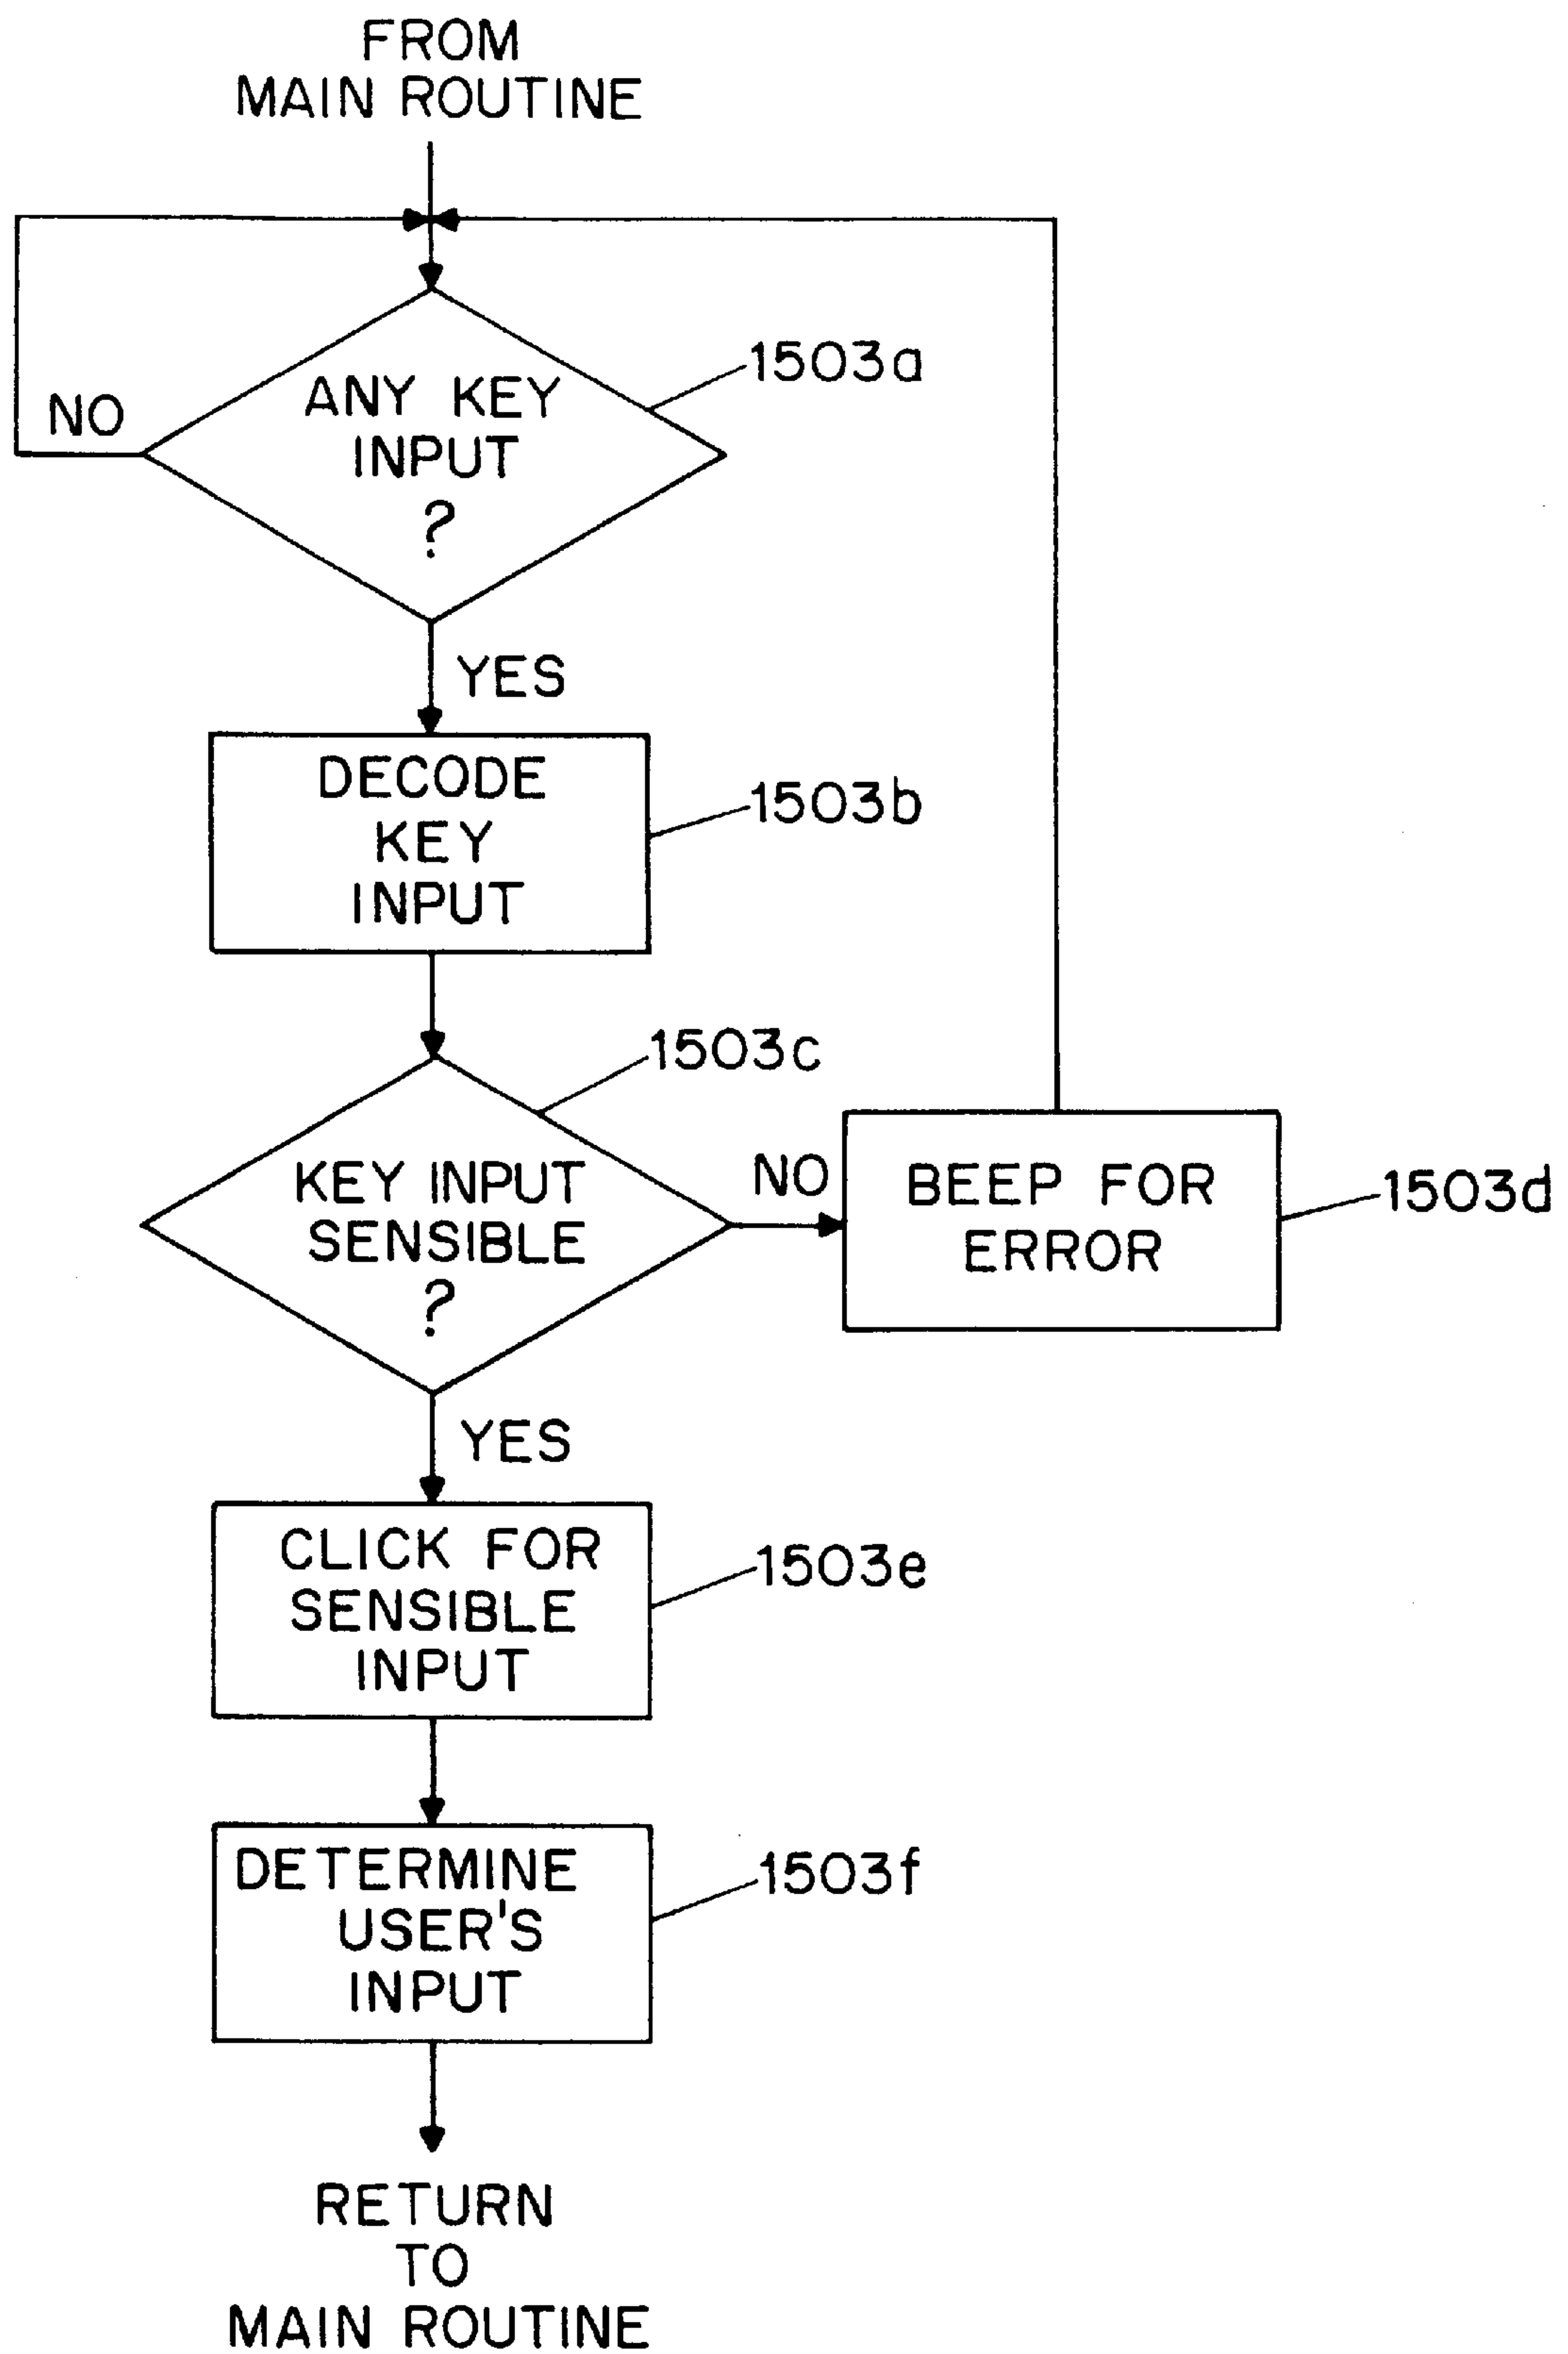 FROM
MAIN ROUTINE
1503a
ANY KEY
INPUT
?
NO
YES
DECODE
KEY
INPUT
1503b
1503c
KEY INPUT
SENSIBLE
?
NO
BEEP FOR
ERROR
1503d
YES
CLICK FOR
SENSIBLE
INPUT
1503e
DETERMINE
USER'S
INPUT
1503f
RETURN
TO
MAIN ROUTINE